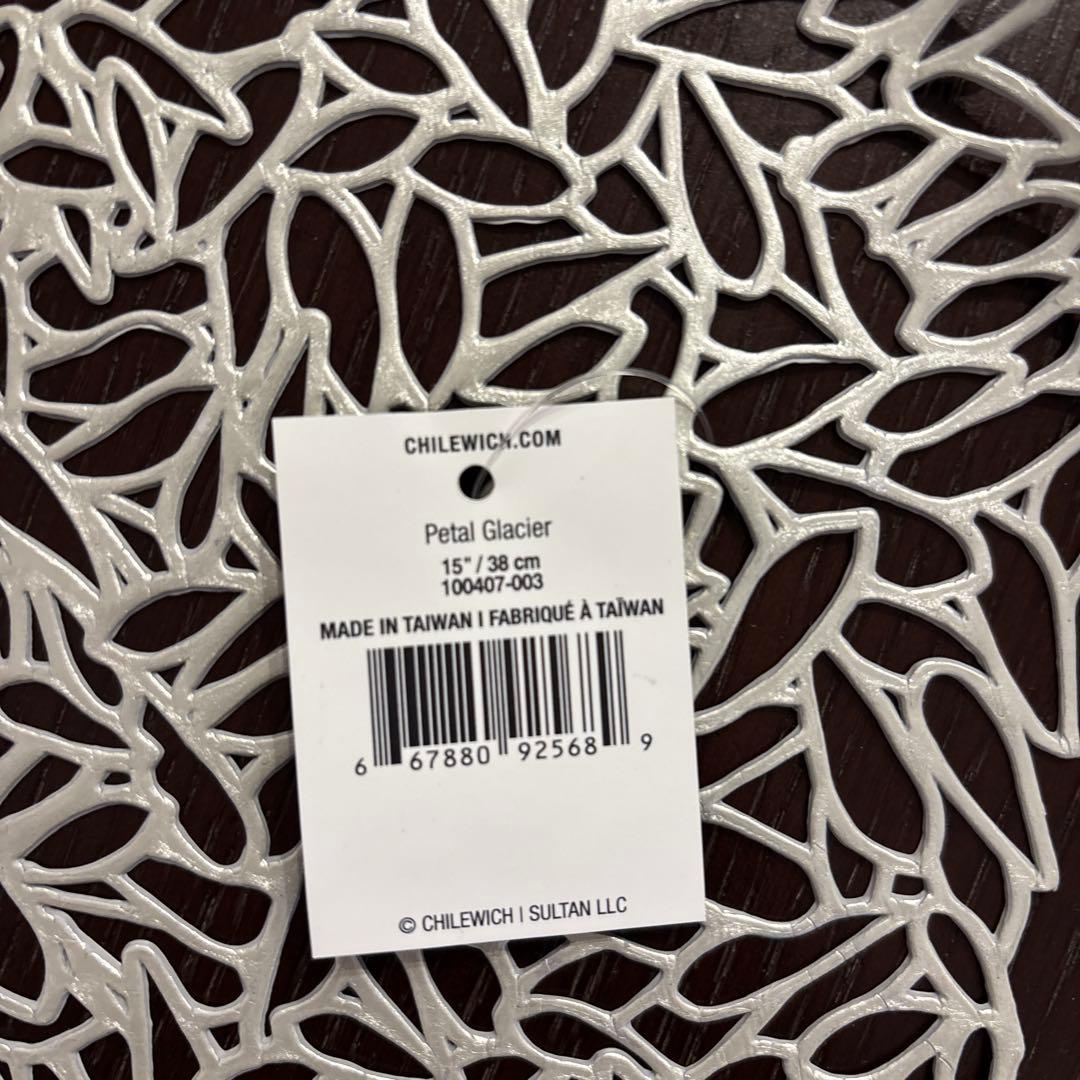 CHILEWICH.COM
Petal Glacier
15" / 38 cm
100407-003
MADE IN TAIWAN I FABRIQUÉ À TAÏWAN
6 67880 92568 9
© CHILEWICH | SULTAN LLC